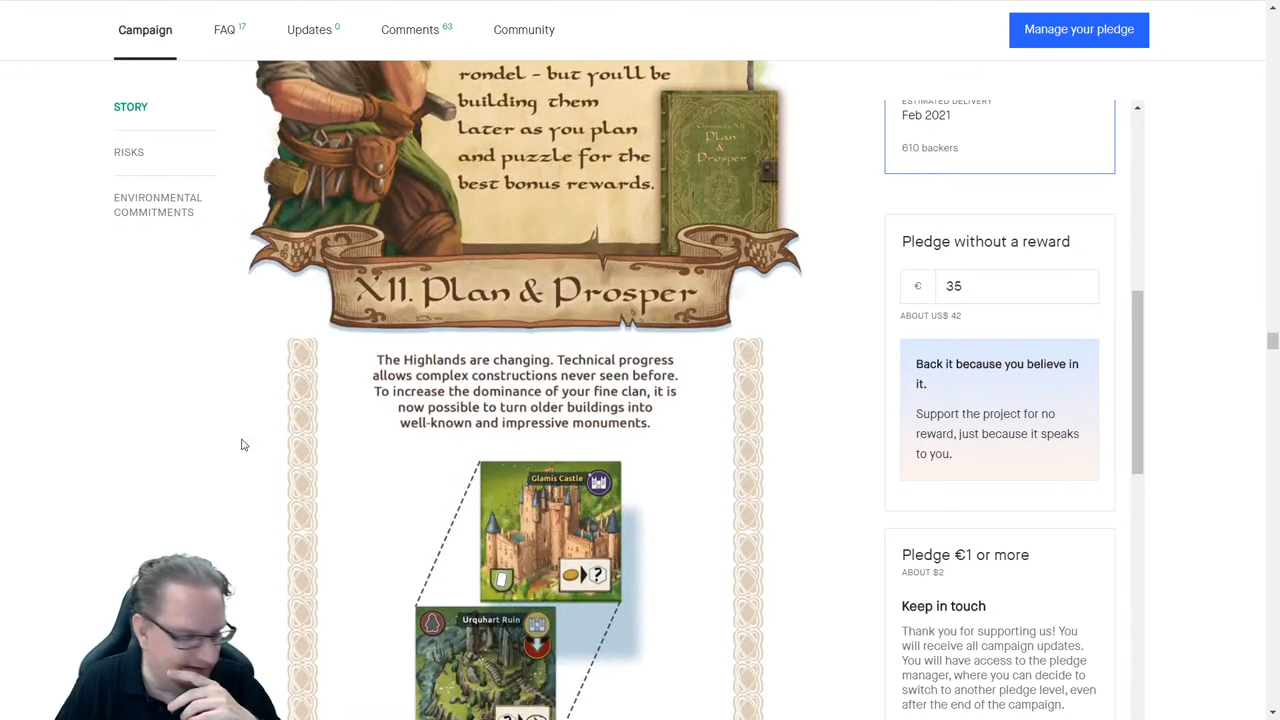 Campaign
FAQ 17
Updates 0
Comments 63
Community
Manage your pledge
STORY
RISKS
ENVIRONMENTAL
COMMITMENTS
rondel – but you'll be
building them
later as you plan
and puzzle for the
best bonus rewards.
Chronicle XII
Plan
&
Prosper
XII. Plan & Prosper
The Highlands are changing. Technical progress
allows complex constructions never seen before.
To increase the dominance of your fine clan, it is
now possible to turn older buildings into
well-known and impressive monuments.
Glamis Castle
?
Urquhart Ruin
ESTIMATED DELIVERY
Feb 2021
610 backers
Pledge without a reward
€ 35
ABOUT US$ 42
Back it because you believe in
it.
Support the project for no
reward, just because it speaks
to you.
Pledge €1 or more
ABOUT $2
Keep in touch
Thank you for supporting us! You
will receive all campaign updates.
You will have access to the pledge
manager, where you can decide to
switch to another pledge level, even
after the end of the campaign.